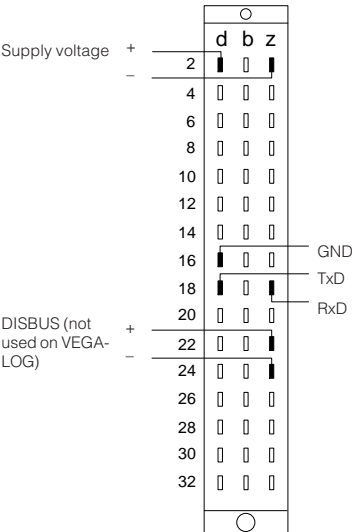 d b z
Supply voltage +
–
2
4
6
8
10
12
14
16
GND
18
TxD
RxD
20
DISBUS (not
used on VEGA-
LOG)
+
–
22
24
26
28
30
32